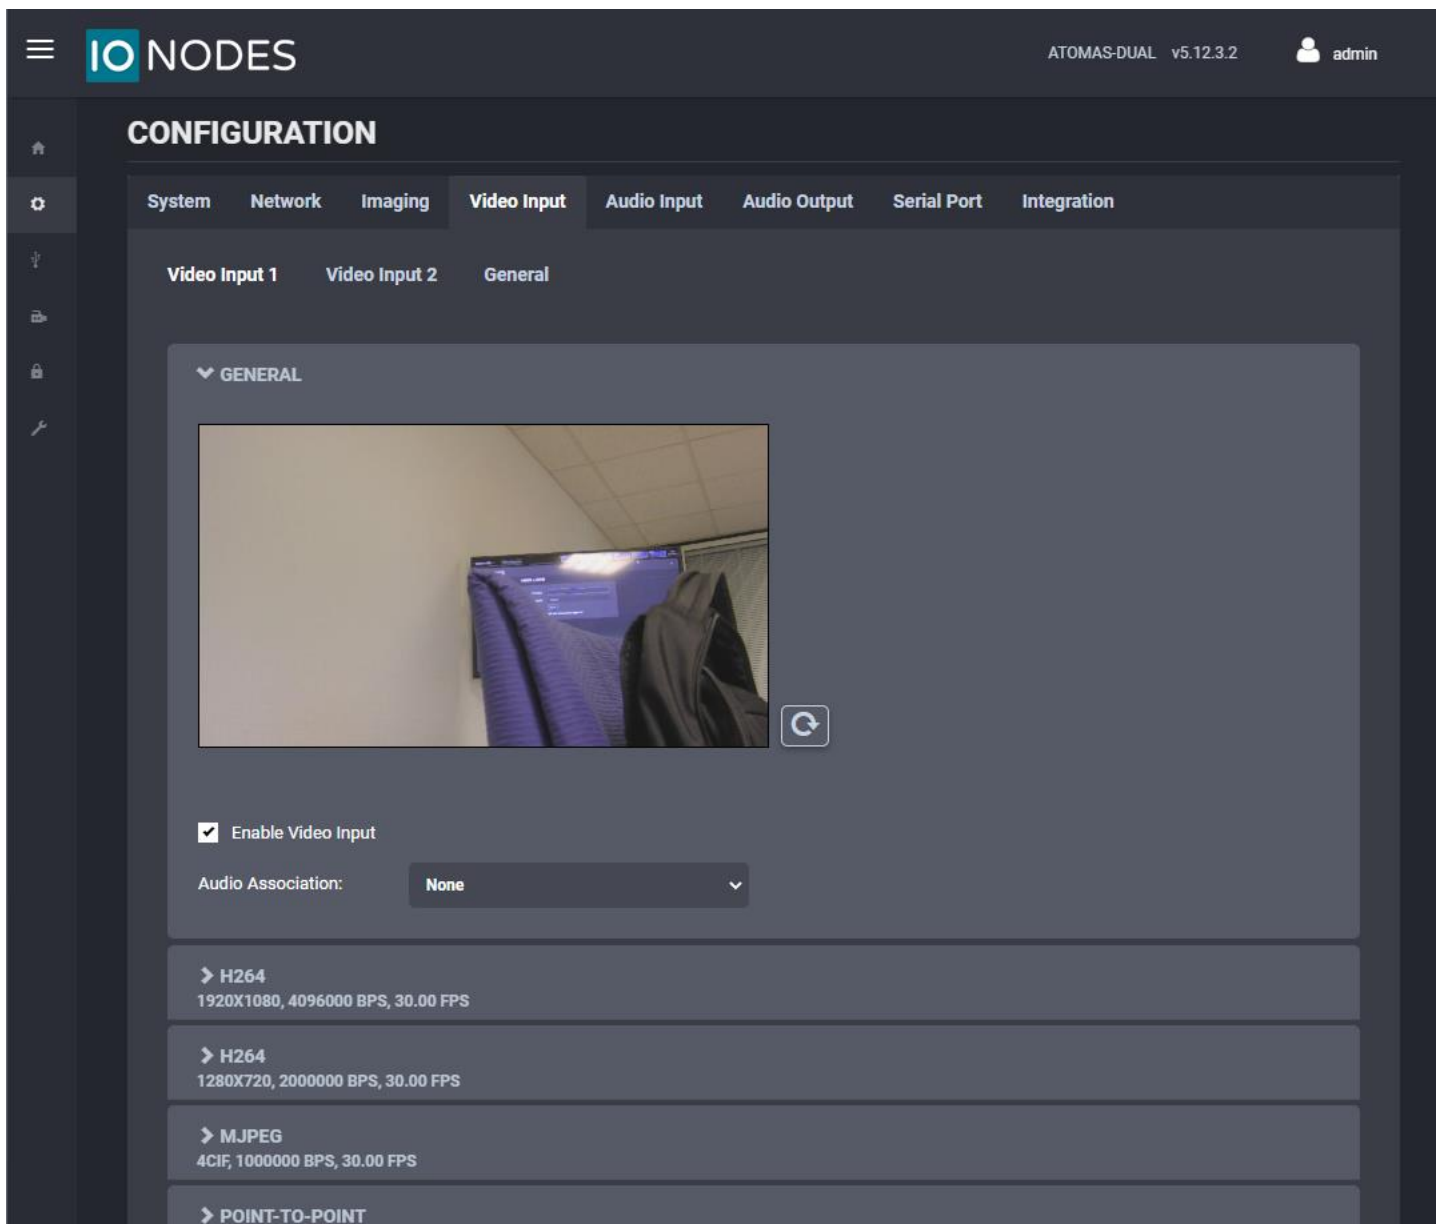 IO NODES
ATOMAS-DUAL v5.12.3.2 admin
CONFIGURATION
System Network Imaging Video Input Audio Input Audio Output Serial Port Integration
Video Input 1 Video Input 2 General
GENERAL
Enable Video Input
Audio Association: None
H264
1920X1080, 4096000 BPS, 30.00 FPS
H264
1280X720, 2000000 BPS, 30.00 FPS
MJPEG
4CIF, 1000000 BPS, 30.00 FPS
POINT-TO-POINT